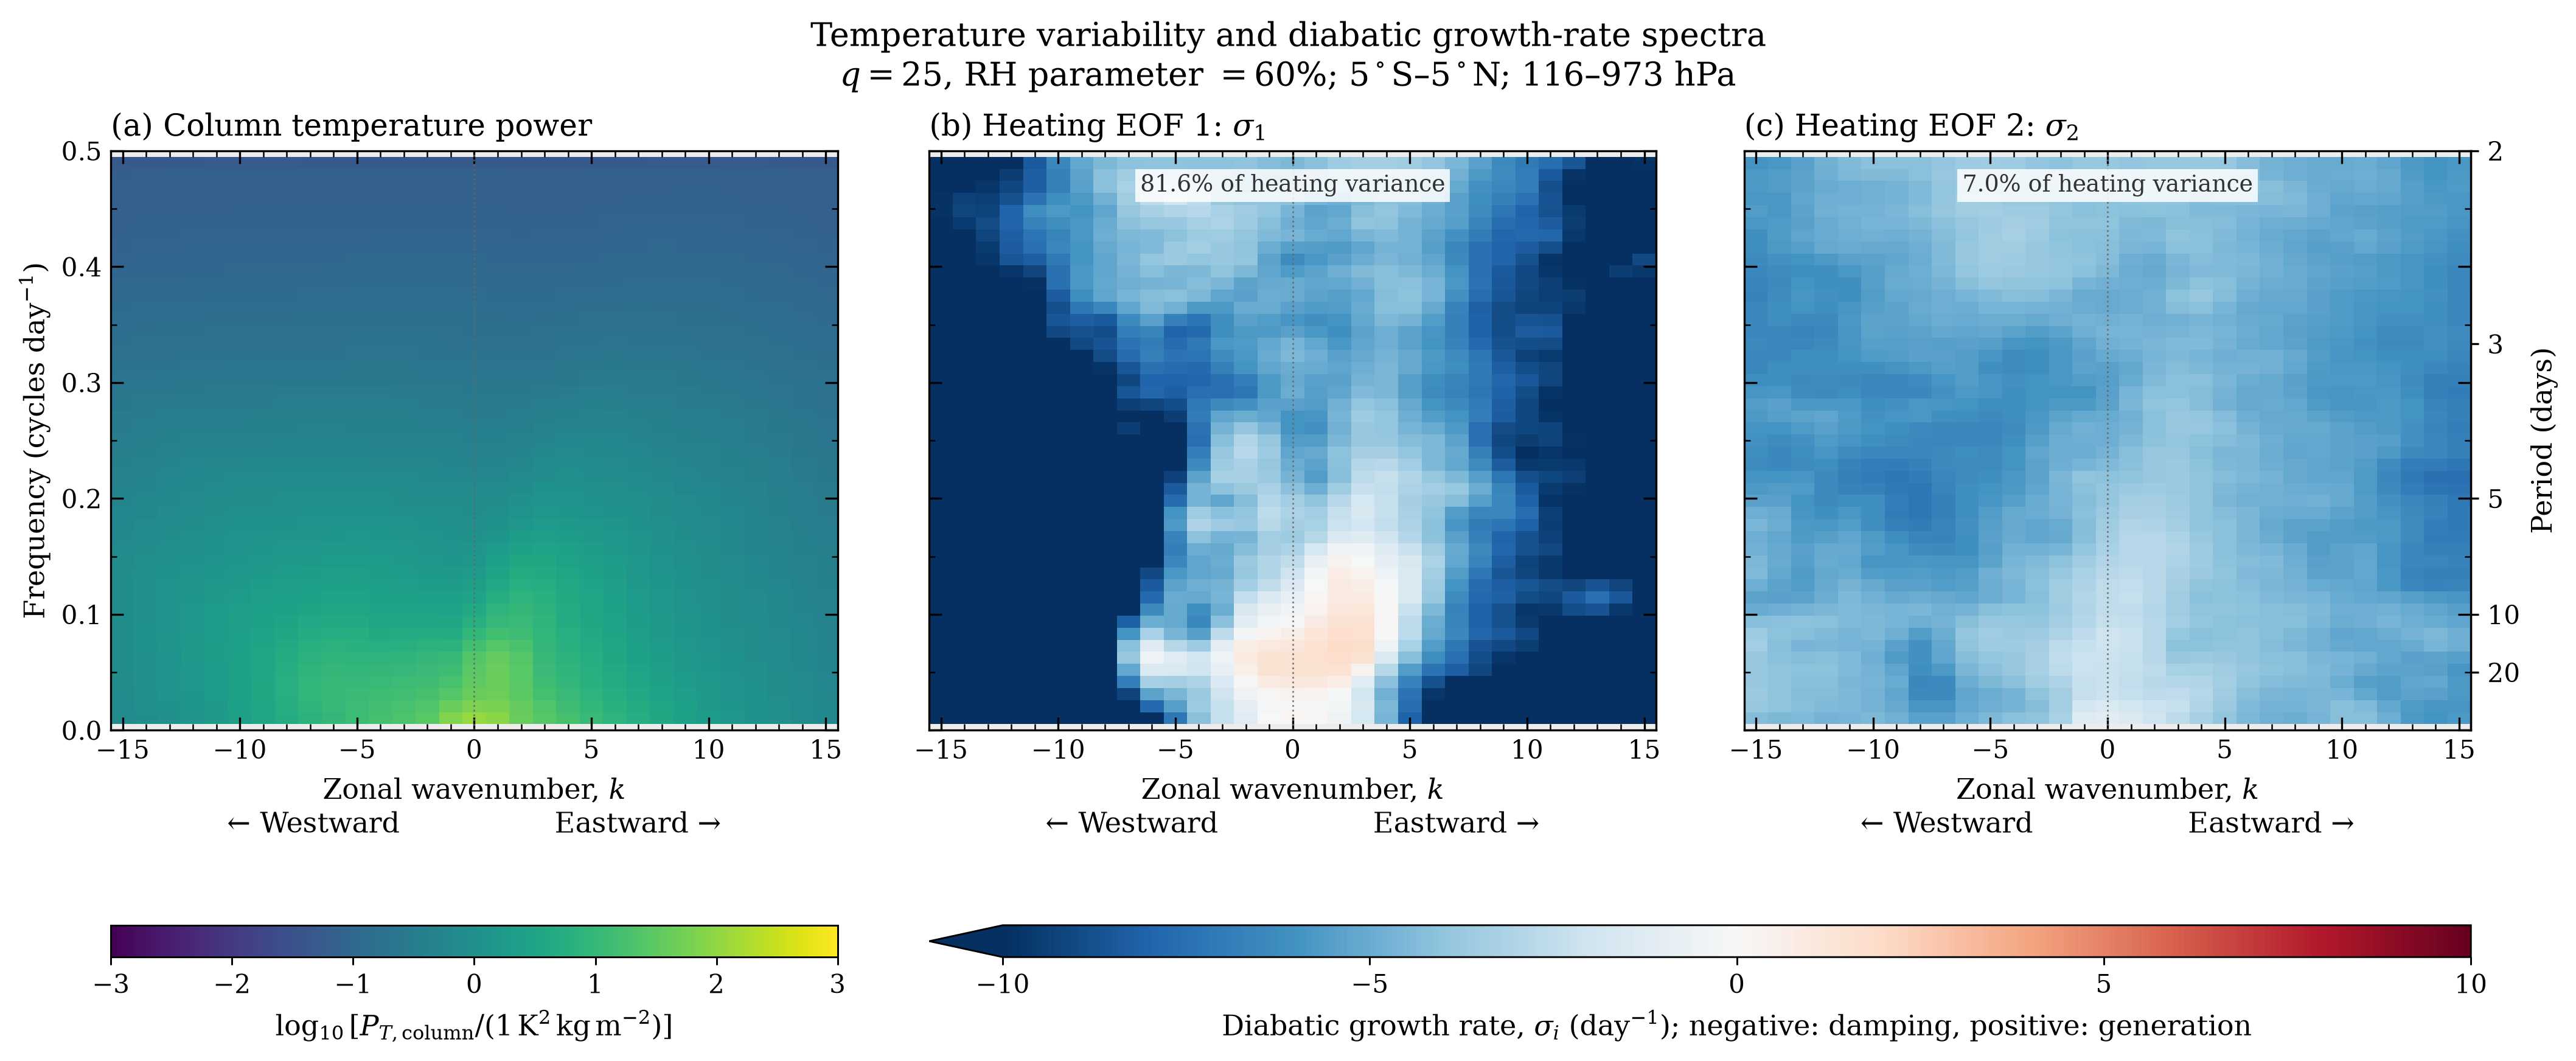 Temperature variability and diabatic growth-rate spectra
q = 25, RH parameter = 60%; 5°S–5°N; 116–973 hPa
(a) Column temperature power
(b) Heating EOF 1: σ₁
(c) Heating EOF 2: σ₂
81.6% of heating variance
7.0% of heating variance
Frequency (cycles day⁻¹)
0.5
0.4
0.3
0.2
0.1
0.0
−15 −10 −5 0 5 10 15
−15 −10 −5 0 5 10 15
−15 −10 −5 0 5 10 15
2
3
5
10
20
Period (days)
Zonal wavenumber, k
← Westward Eastward →
Zonal wavenumber, k
← Westward Eastward →
Zonal wavenumber, k
← Westward Eastward →
−3 −2 −1 0 1 2 3
log₁₀ [P_T, column/(1 K² kg m⁻²)]
−10 −5 0 5 10
Diabatic growth rate, σᵢ (day⁻¹); negative: damping, positive: generation